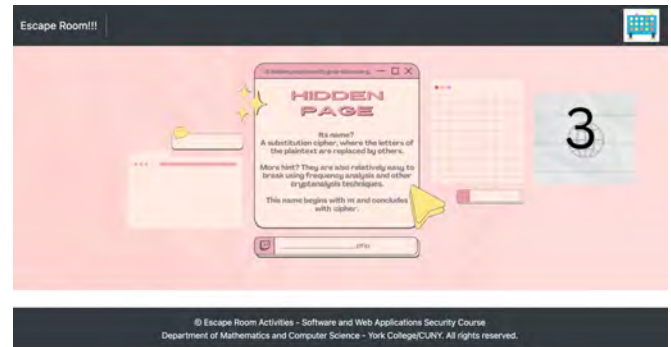 Escape Room!!!
HIDDEN
PAGE
Its name?
A substitution cipher, where the letters of
the plaintext are replaced by others.
More hint? They are also relatively easy to
break using frequency analysis and other
cryptanalysis techniques.
This name begins with m and concludes
with cipher.
3
© Escape Room Activities - Software and Web Applications Security Course
Department of Mathematics and Computer Science - York College/CUNY. All rights reserved.